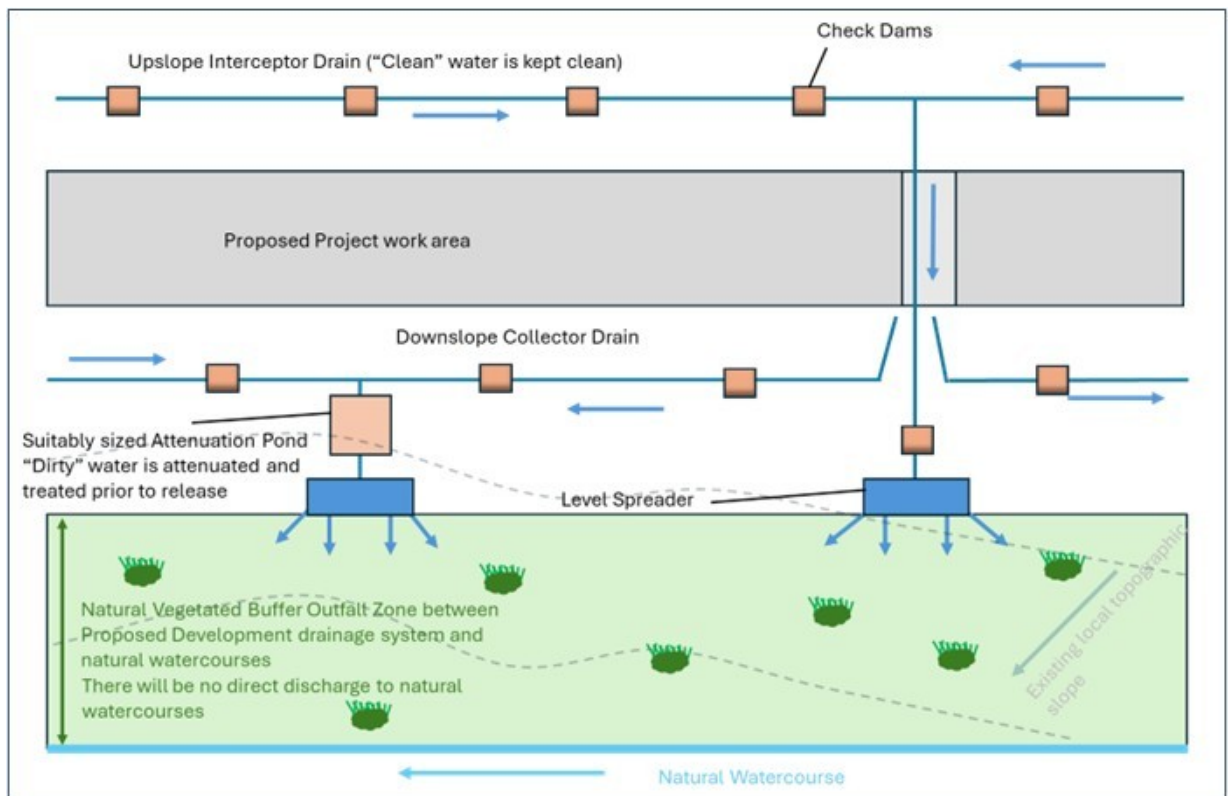 Check Dams
Upslope Interceptor Drain (“Clean” water is kept clean)
Proposed Project work area
Downslope Collector Drain
Suitably sized Attenuation Pond
“Dirty” water is attenuated and
treated prior to release
Level Spreader
Natural Vegetated Buffer Outfalt Zone between
Proposed Development drainage system and
natural watercourses
There will be no direct discharge to natural
watercourses
Existing local topographic
slope
Natural Watercourse